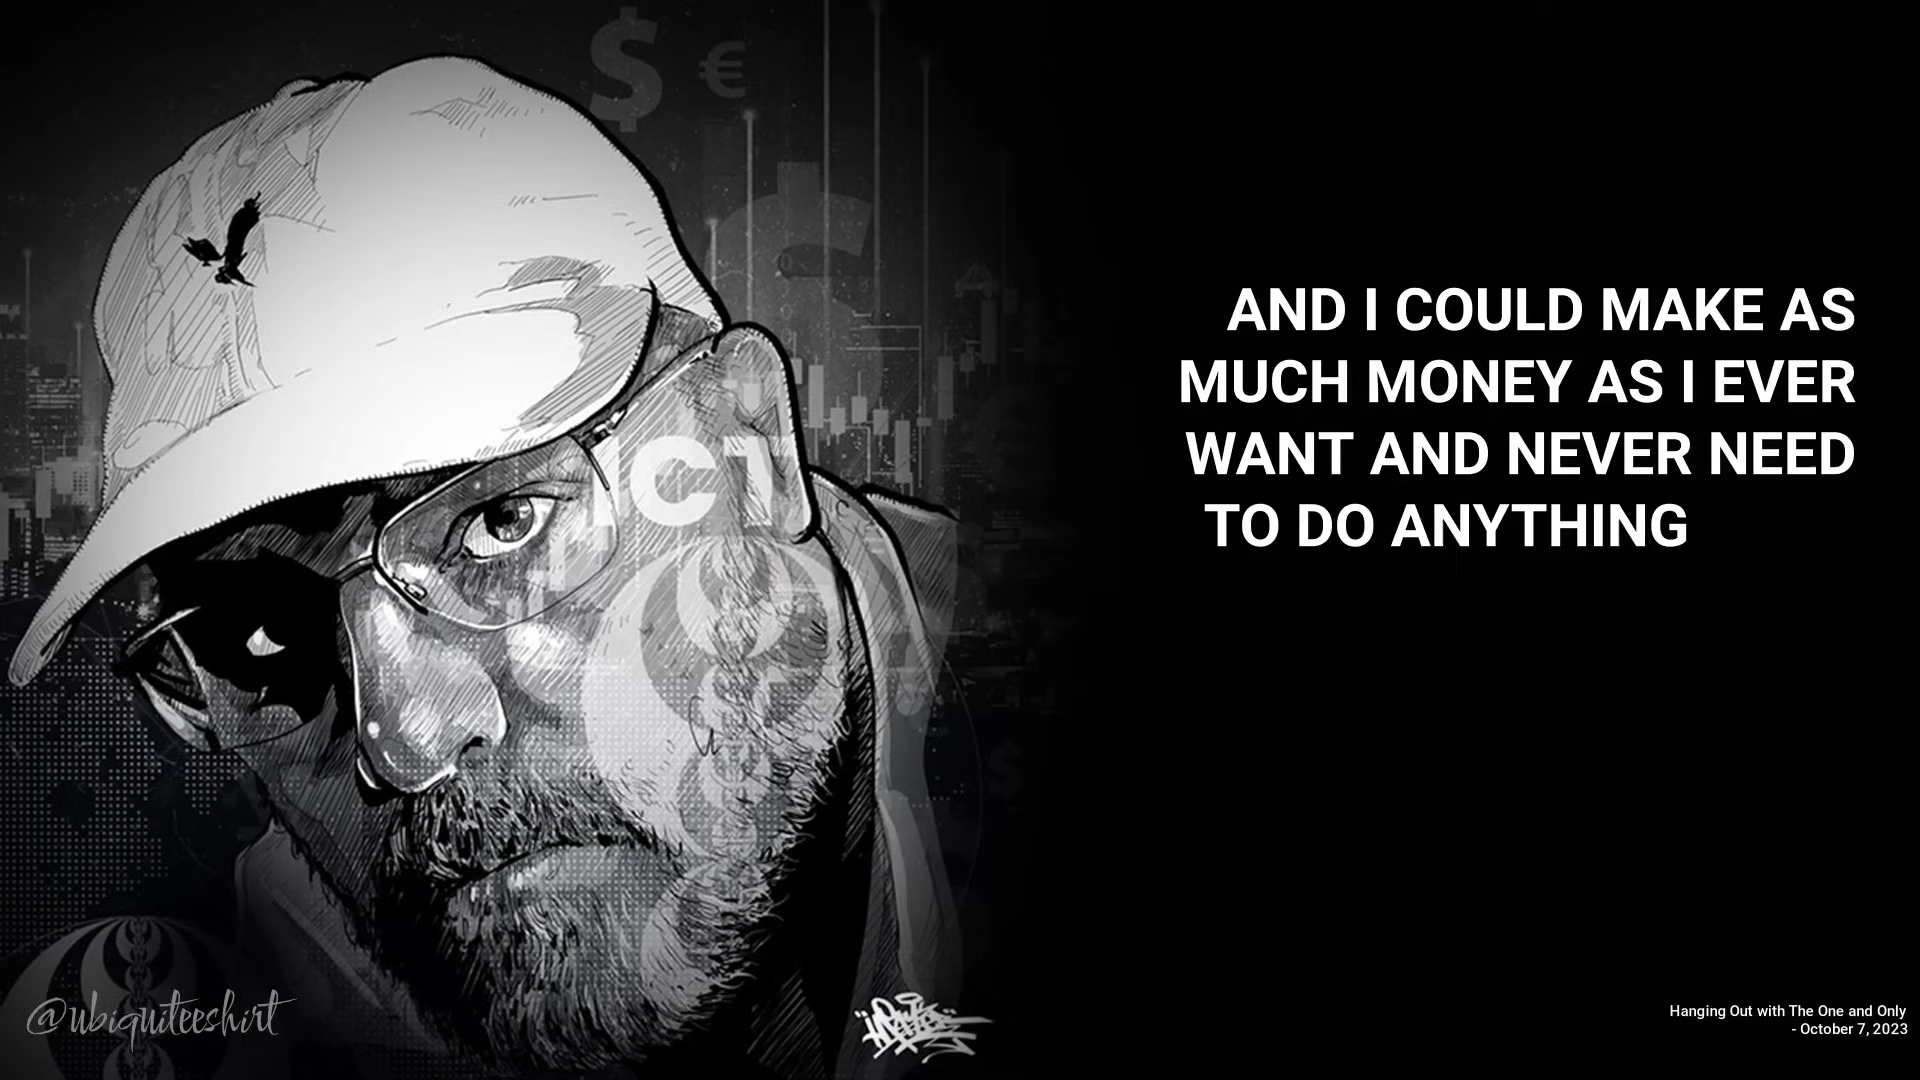 $
€
ICT
AND I COULD MAKE AS
MUCH MONEY AS I EVER
WANT AND NEVER NEED
TO DO ANYTHING
@ubiquiteeshirt
Hanging Out with The One and Only
- October 7, 2023